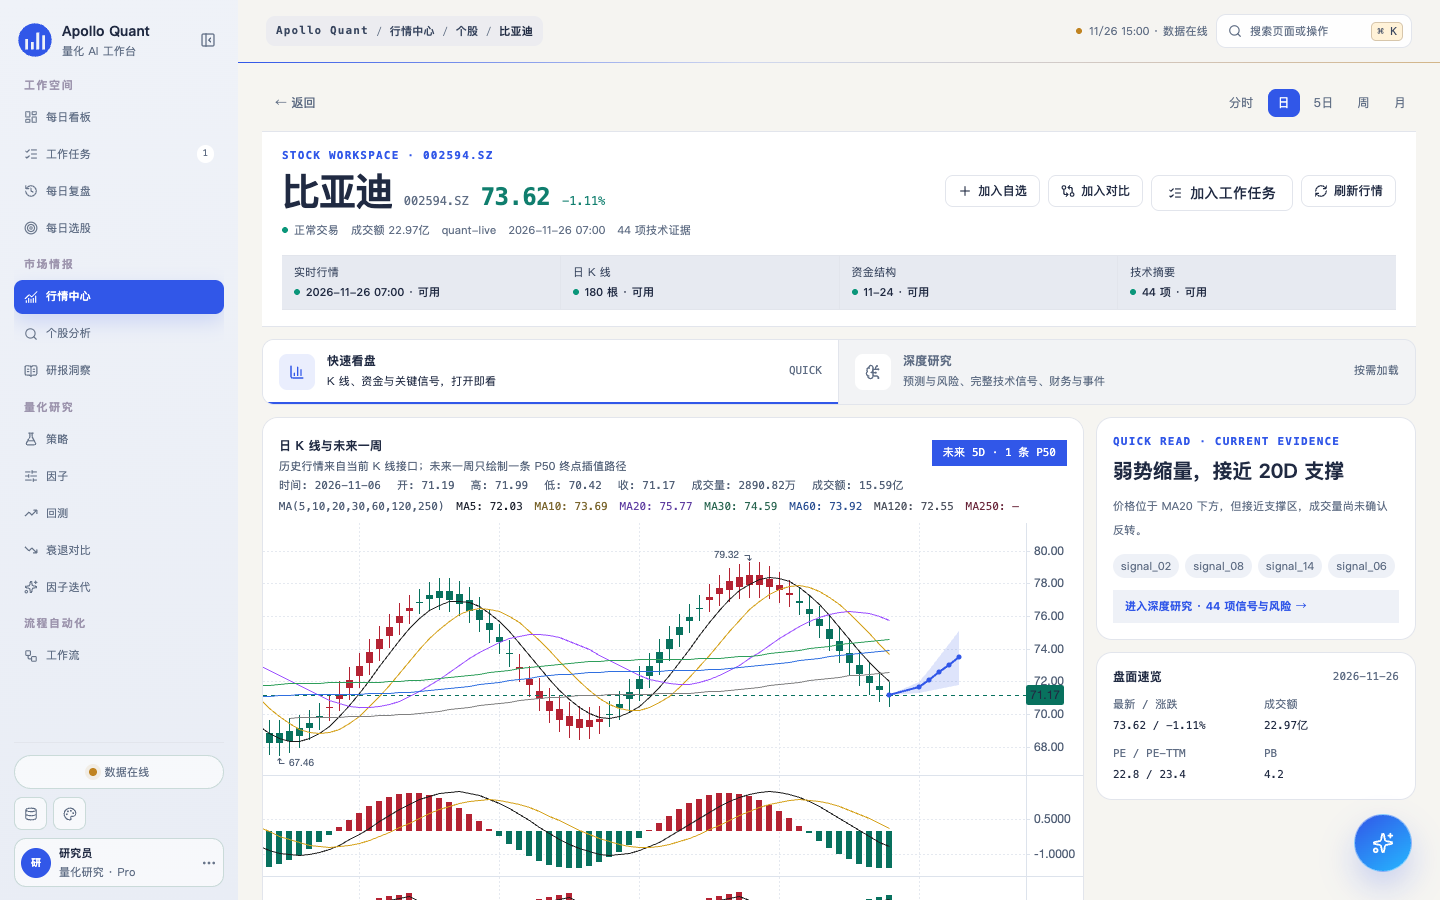 Apollo Quant
量化 AI 工作台
工作空间
每日看板
工作任务 1
每日复盘
每日选股
市场情报
行情中心
个股分析
研报洞察
量化研究
策略
因子
回测
衰退对比
因子迭代
流程自动化
工作流
数据在线
研
研究员
量化研究 · Pro
Apollo Quant / 行情中心 / 个股 / 比亚迪
11/26 15:00 · 数据在线
搜索页面或操作 ⌘ K
← 返回
分时 日 5日 周 月
STOCK WORKSPACE · 002594.SZ
比亚迪 002594.SZ 73.62 -1.11%
加入自选 加入对比 加入工作任务 刷新行情
正常交易 成交额 22.97亿 quant-live 2026-11-26 07:00 44 项技术证据
实时行情
2026-11-26 07:00 · 可用
日 K 线
180 根 · 可用
资金结构
11-24 · 可用
技术摘要
44 项 · 可用
快速看盘
K 线、资金与关键信号，打开即看
QUICK
深度研究
预测与风险、完整技术信号、财务与事件
按需加载
日 K 线与未来一周
历史行情来自当前 K 线接口；未来一周只绘制一条 P50 终点插值路径
未来 5D · 1 条 P50
时间: 2026-11-06 开: 71.19 高: 71.99 低: 70.42 收: 71.17 成交量: 2890.82万 成交额: 15.59亿
MA(5,10,20,30,60,120,250) MA5: 72.03 MA10: 73.69 MA20: 75.77 MA30: 74.59 MA60: 73.92 MA120: 72.55 MA250: —
79.32
67.46
80.00
78.00
76.00
74.00
72.00
71.17
70.00
68.00
0.5000
-1.0000
QUICK READ · CURRENT EVIDENCE
弱势缩量，接近 20D 支撑
价格位于 MA20 下方，但接近支撑区，成交量尚未确认
反转。
signal_02 signal_08 signal_14 signal_06
进入深度研究 · 44 项信号与风险 →
盘面速览 2026-11-26
最新 / 涨跌 成交额
73.62 / -1.11% 22.97亿
PE / PE-TTM PB
22.8 / 23.4 4.2